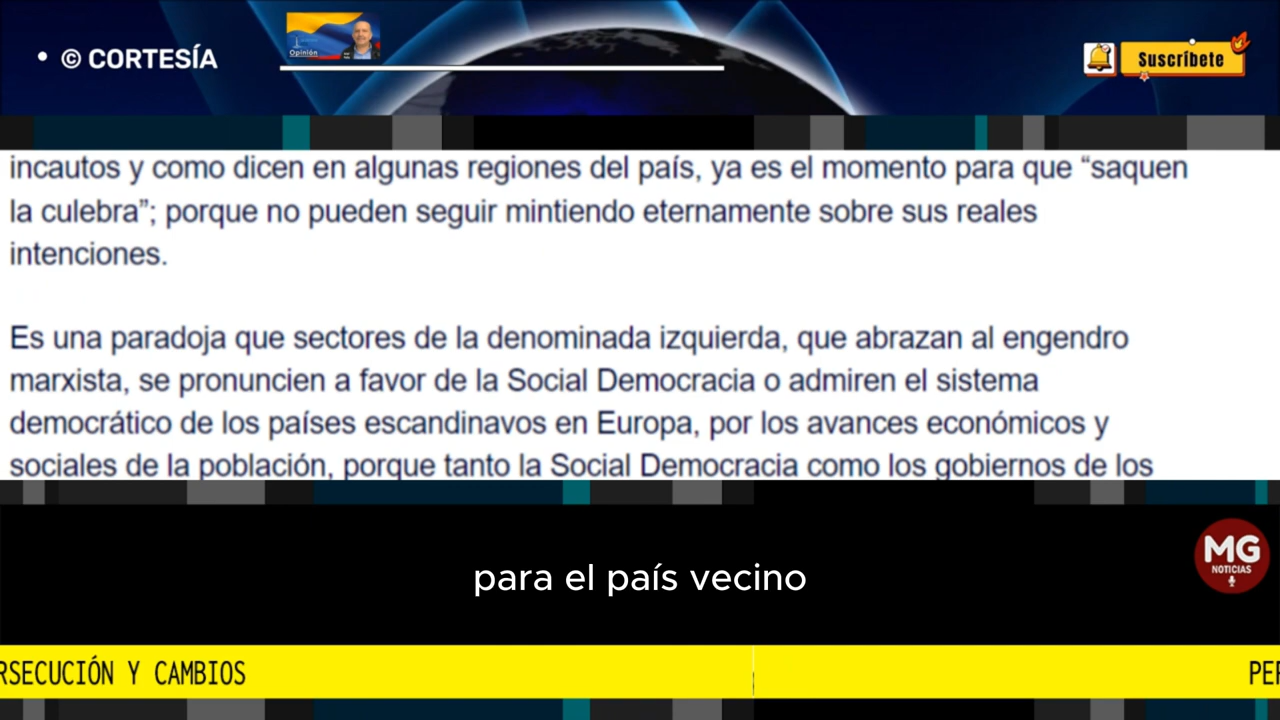 • © CORTESÍA
Opinión
Suscríbete
incautos y como dicen en algunas regiones del país, ya es el momento para que “saquen
la culebra”; porque no pueden seguir mintiendo eternamente sobre sus reales
intenciones.
Es una paradoja que sectores de la denominada izquierda, que abrazan al engendro
marxista, se pronuncien a favor de la Social Democracia o admiren el sistema
democrático de los países escandinavos en Europa, por los avances económicos y
sociales de la población, porque tanto la Social Democracia como los gobiernos de los
MG
NOTICIAS
para el país vecino
RSECUCIÓN Y CAMBIOS
PER